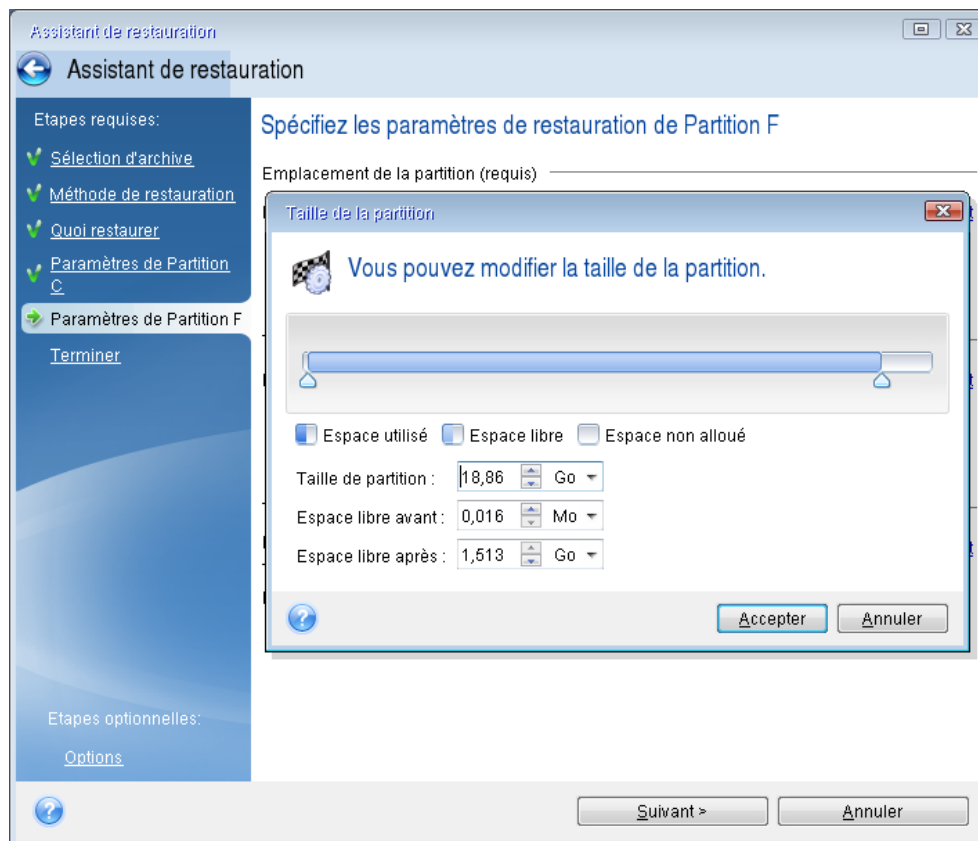 Assistant de restauration
Assistant de restauration
Etapes requises:
Sélection d'archive
Méthode de restauration
Quoi restaurer
Paramètres de Partition
C
Paramètres de Partition F
Terminer
Etapes optionnelles:
Options
Spécifiez les paramètres de restauration de Partition F
Emplacement de la partition (requis)
Taille de la partition
Vous pouvez modifier la taille de la partition.
Espace utilisé Espace libre Espace non alloué
Taille de partition : 18,86 Go
Espace libre avant : 0,016 Mo
Espace libre après : 1,513 Go
Accepter Annuler
Suivant > Annuler